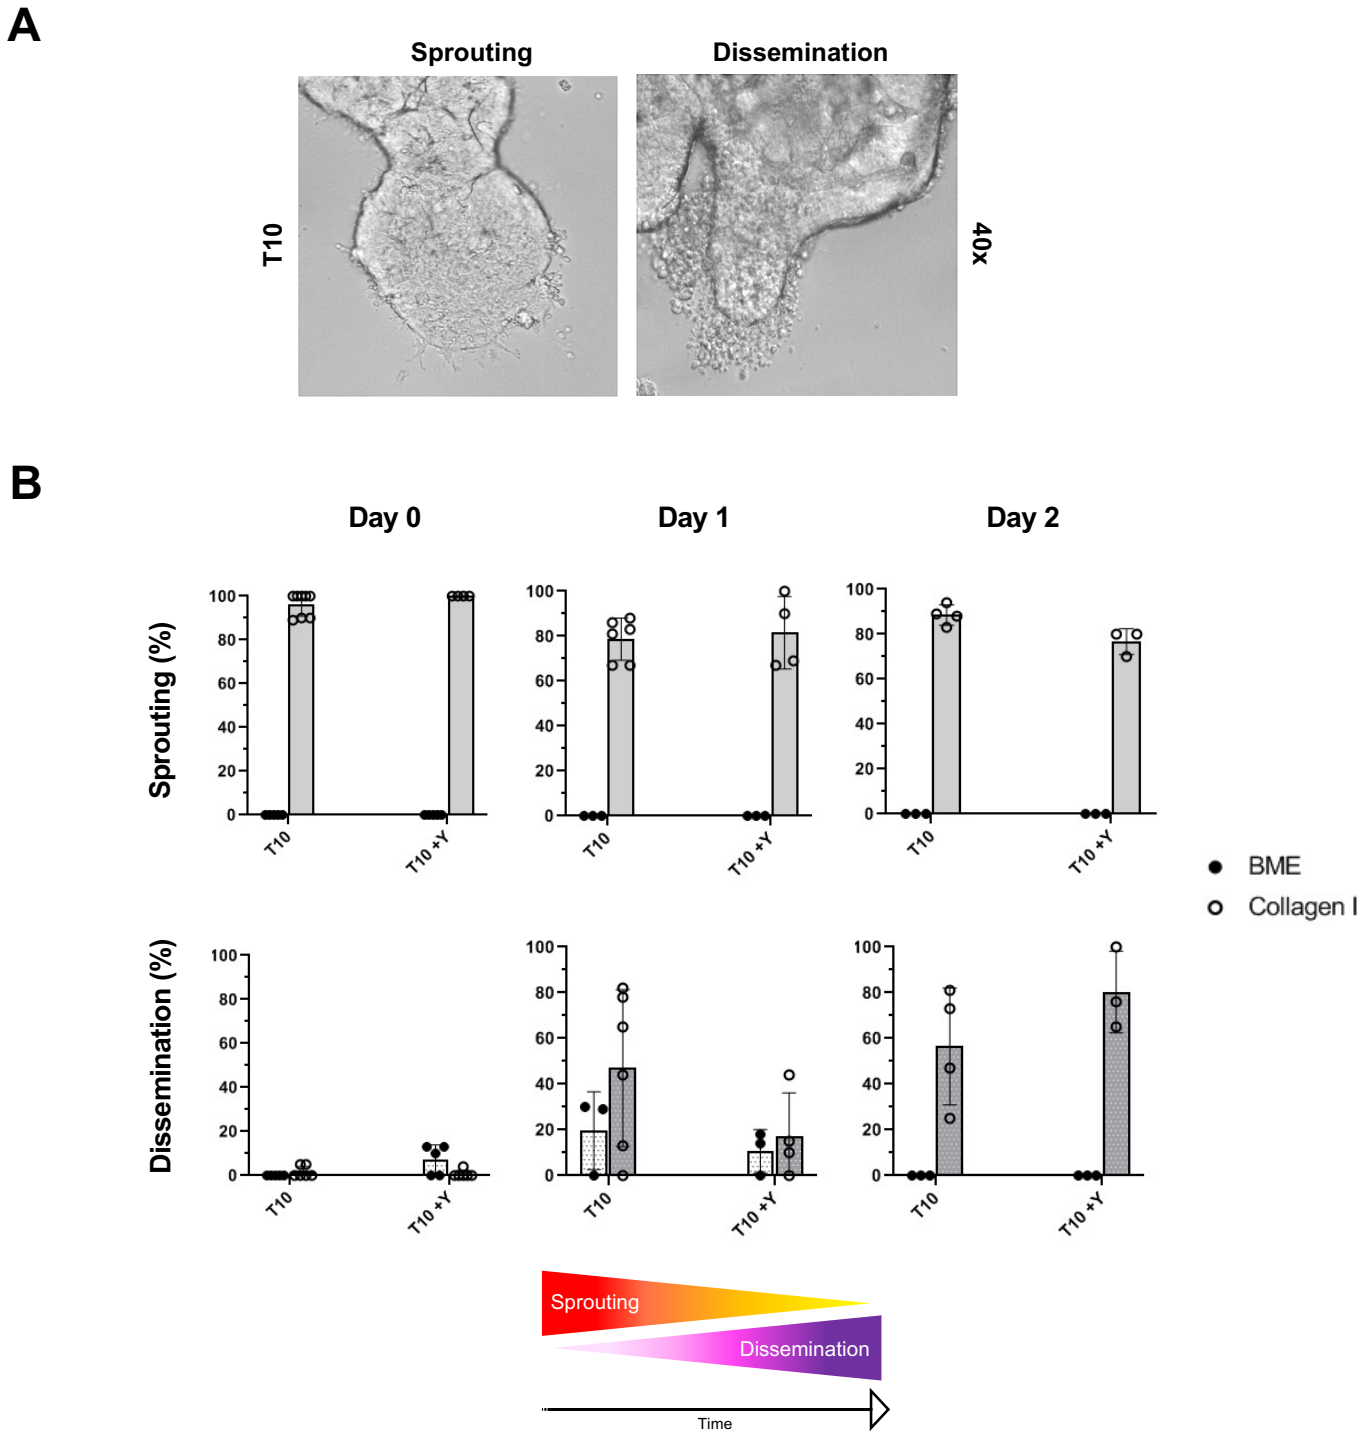 A
Sprouting
Dissemination
T10
40x
B
Day 0
Day 1
Day 2
Sprouting (%)
100
80
60
40
20
0
T10
T10 +Y
100
80
60
40
20
0
T10
T10 +Y
100
80
60
40
20
0
T10
T10 +Y
BME
Collagen I
Dissemination (%)
100
80
60
40
20
0
T10
T10 +Y
100
80
60
40
20
0
T10
T10 +Y
100
80
60
40
20
0
T10
T10 +Y
Sprouting
Dissemination
Time